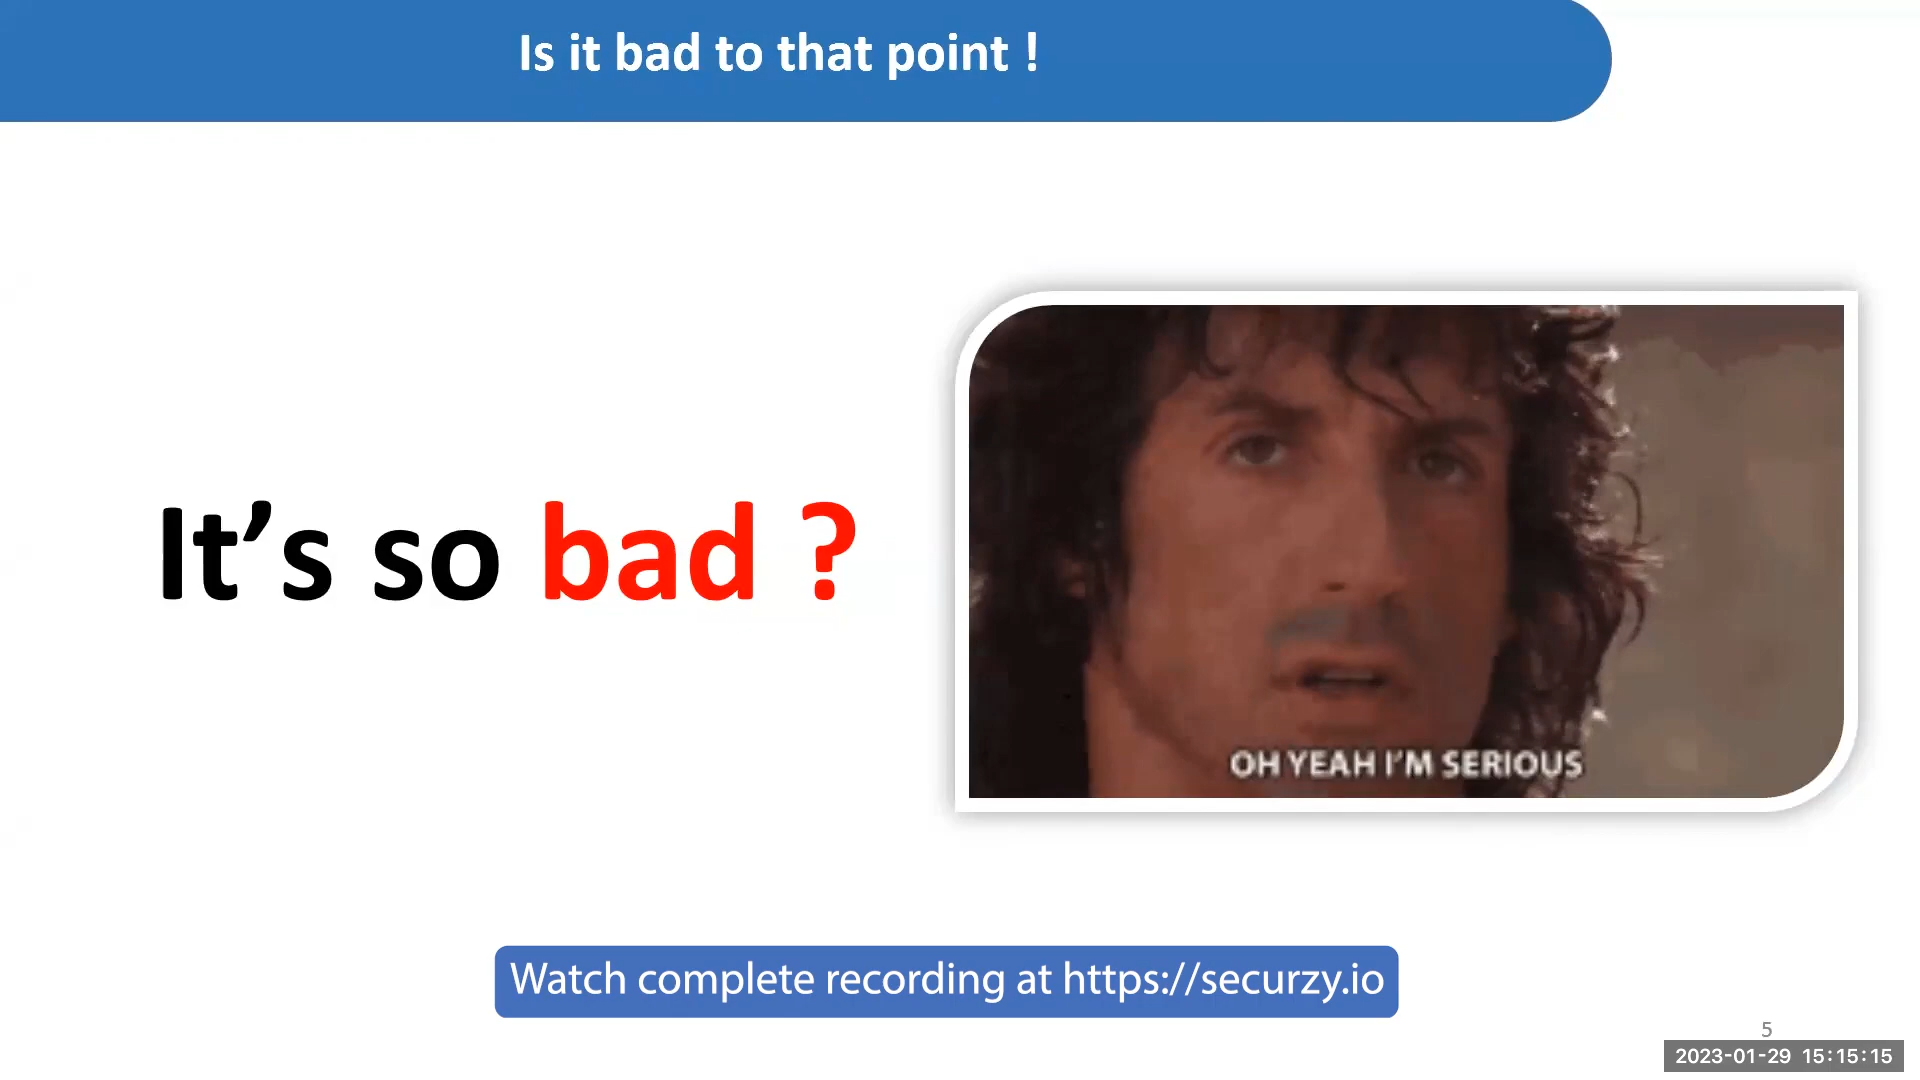 Is it bad to that point !
It’s so bad ?
OH YEAH I'M SERIOUS
Watch complete recording at https://securzy.io
5
2023-01-29 15:15:15